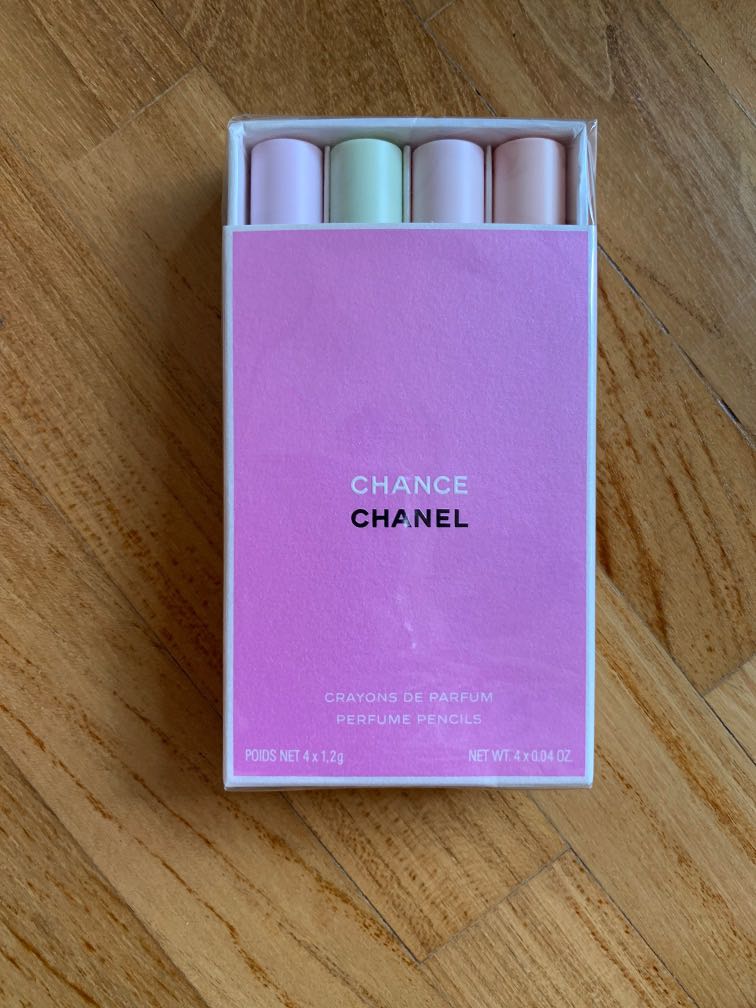 CHANCE
CHANEL
CRAYONS DE PARFUM
PERFUME PENCILS
POIDS NET 4 x 1,2g NET WT. 4 x 0.04 OZ.